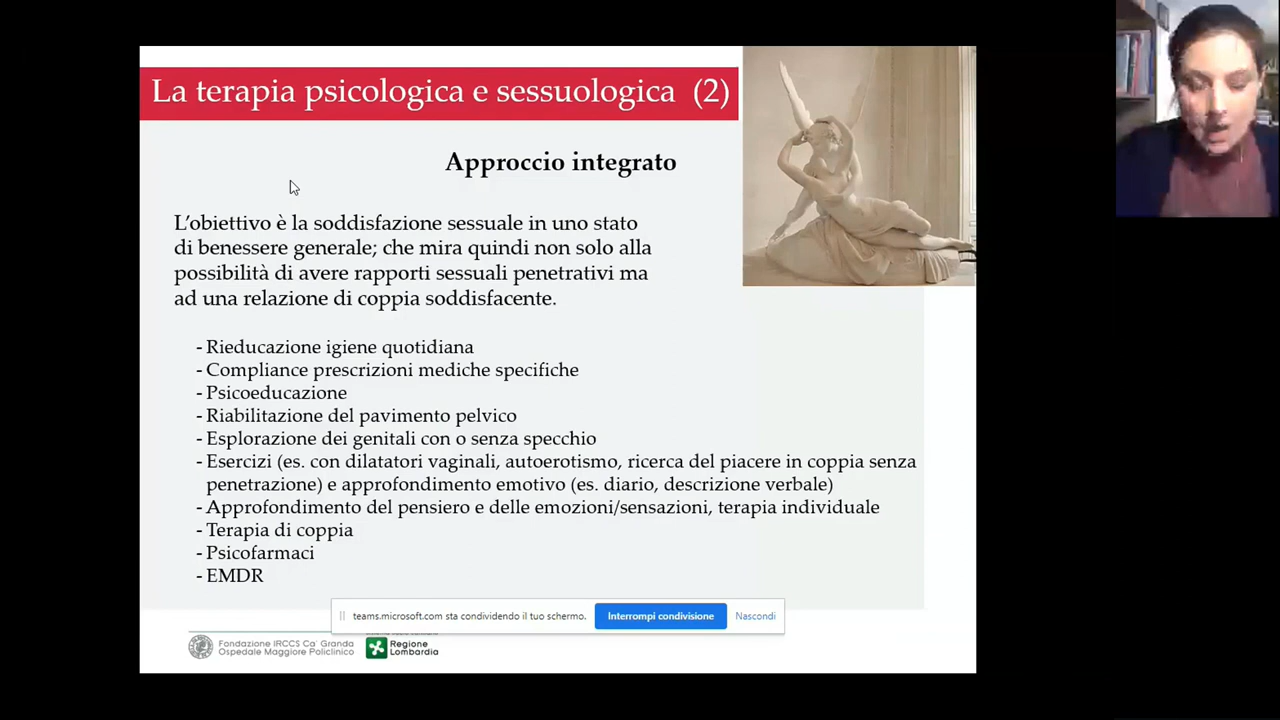 La terapia psicologica e sessuologica (2)
Approccio integrato
L'obiettivo è la soddisfazione sessuale in uno stato
di benessere generale; che mira quindi non solo alla
possibilità di avere rapporti sessuali penetrativi ma
ad una relazione di coppia soddisfacente.
- Rieducazione igiene quotidiana
- Compliance prescrizioni mediche specifiche
- Psicoeducazione
- Riabilitazione del pavimento pelvico
- Esplorazione dei genitali con o senza specchio
- Esercizi (es. con dilatatori vaginali, autoerotismo, ricerca del piacere in coppia senza
penetrazione) e approfondimento emotivo (es. diario, descrizione verbale)
- Approfondimento del pensiero e delle emozioni/sensazioni, terapia individuale
- Terapia di coppia
- Psicofarmaci
- EMDR
teams.microsoft.com sta condividendo il tuo schermo.
Interrompi condivisione
Nascondi
Fondazione IRCCS Ca' Granda
Ospedale Maggiore Policlinico
Regione
Lombardia